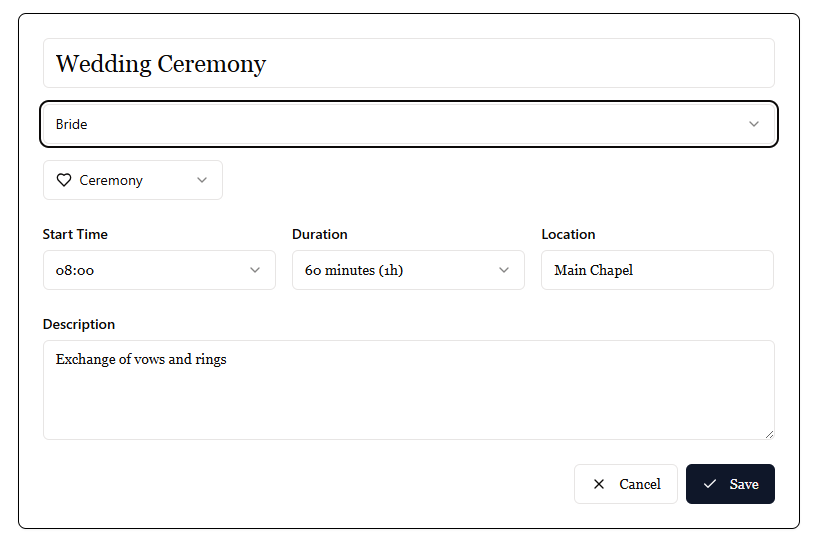 Wedding Ceremony
Bride
Ceremony
Start Time Duration Location
08:00 60 minutes (1h) Main Chapel
Description
Exchange of vows and rings
Cancel Save